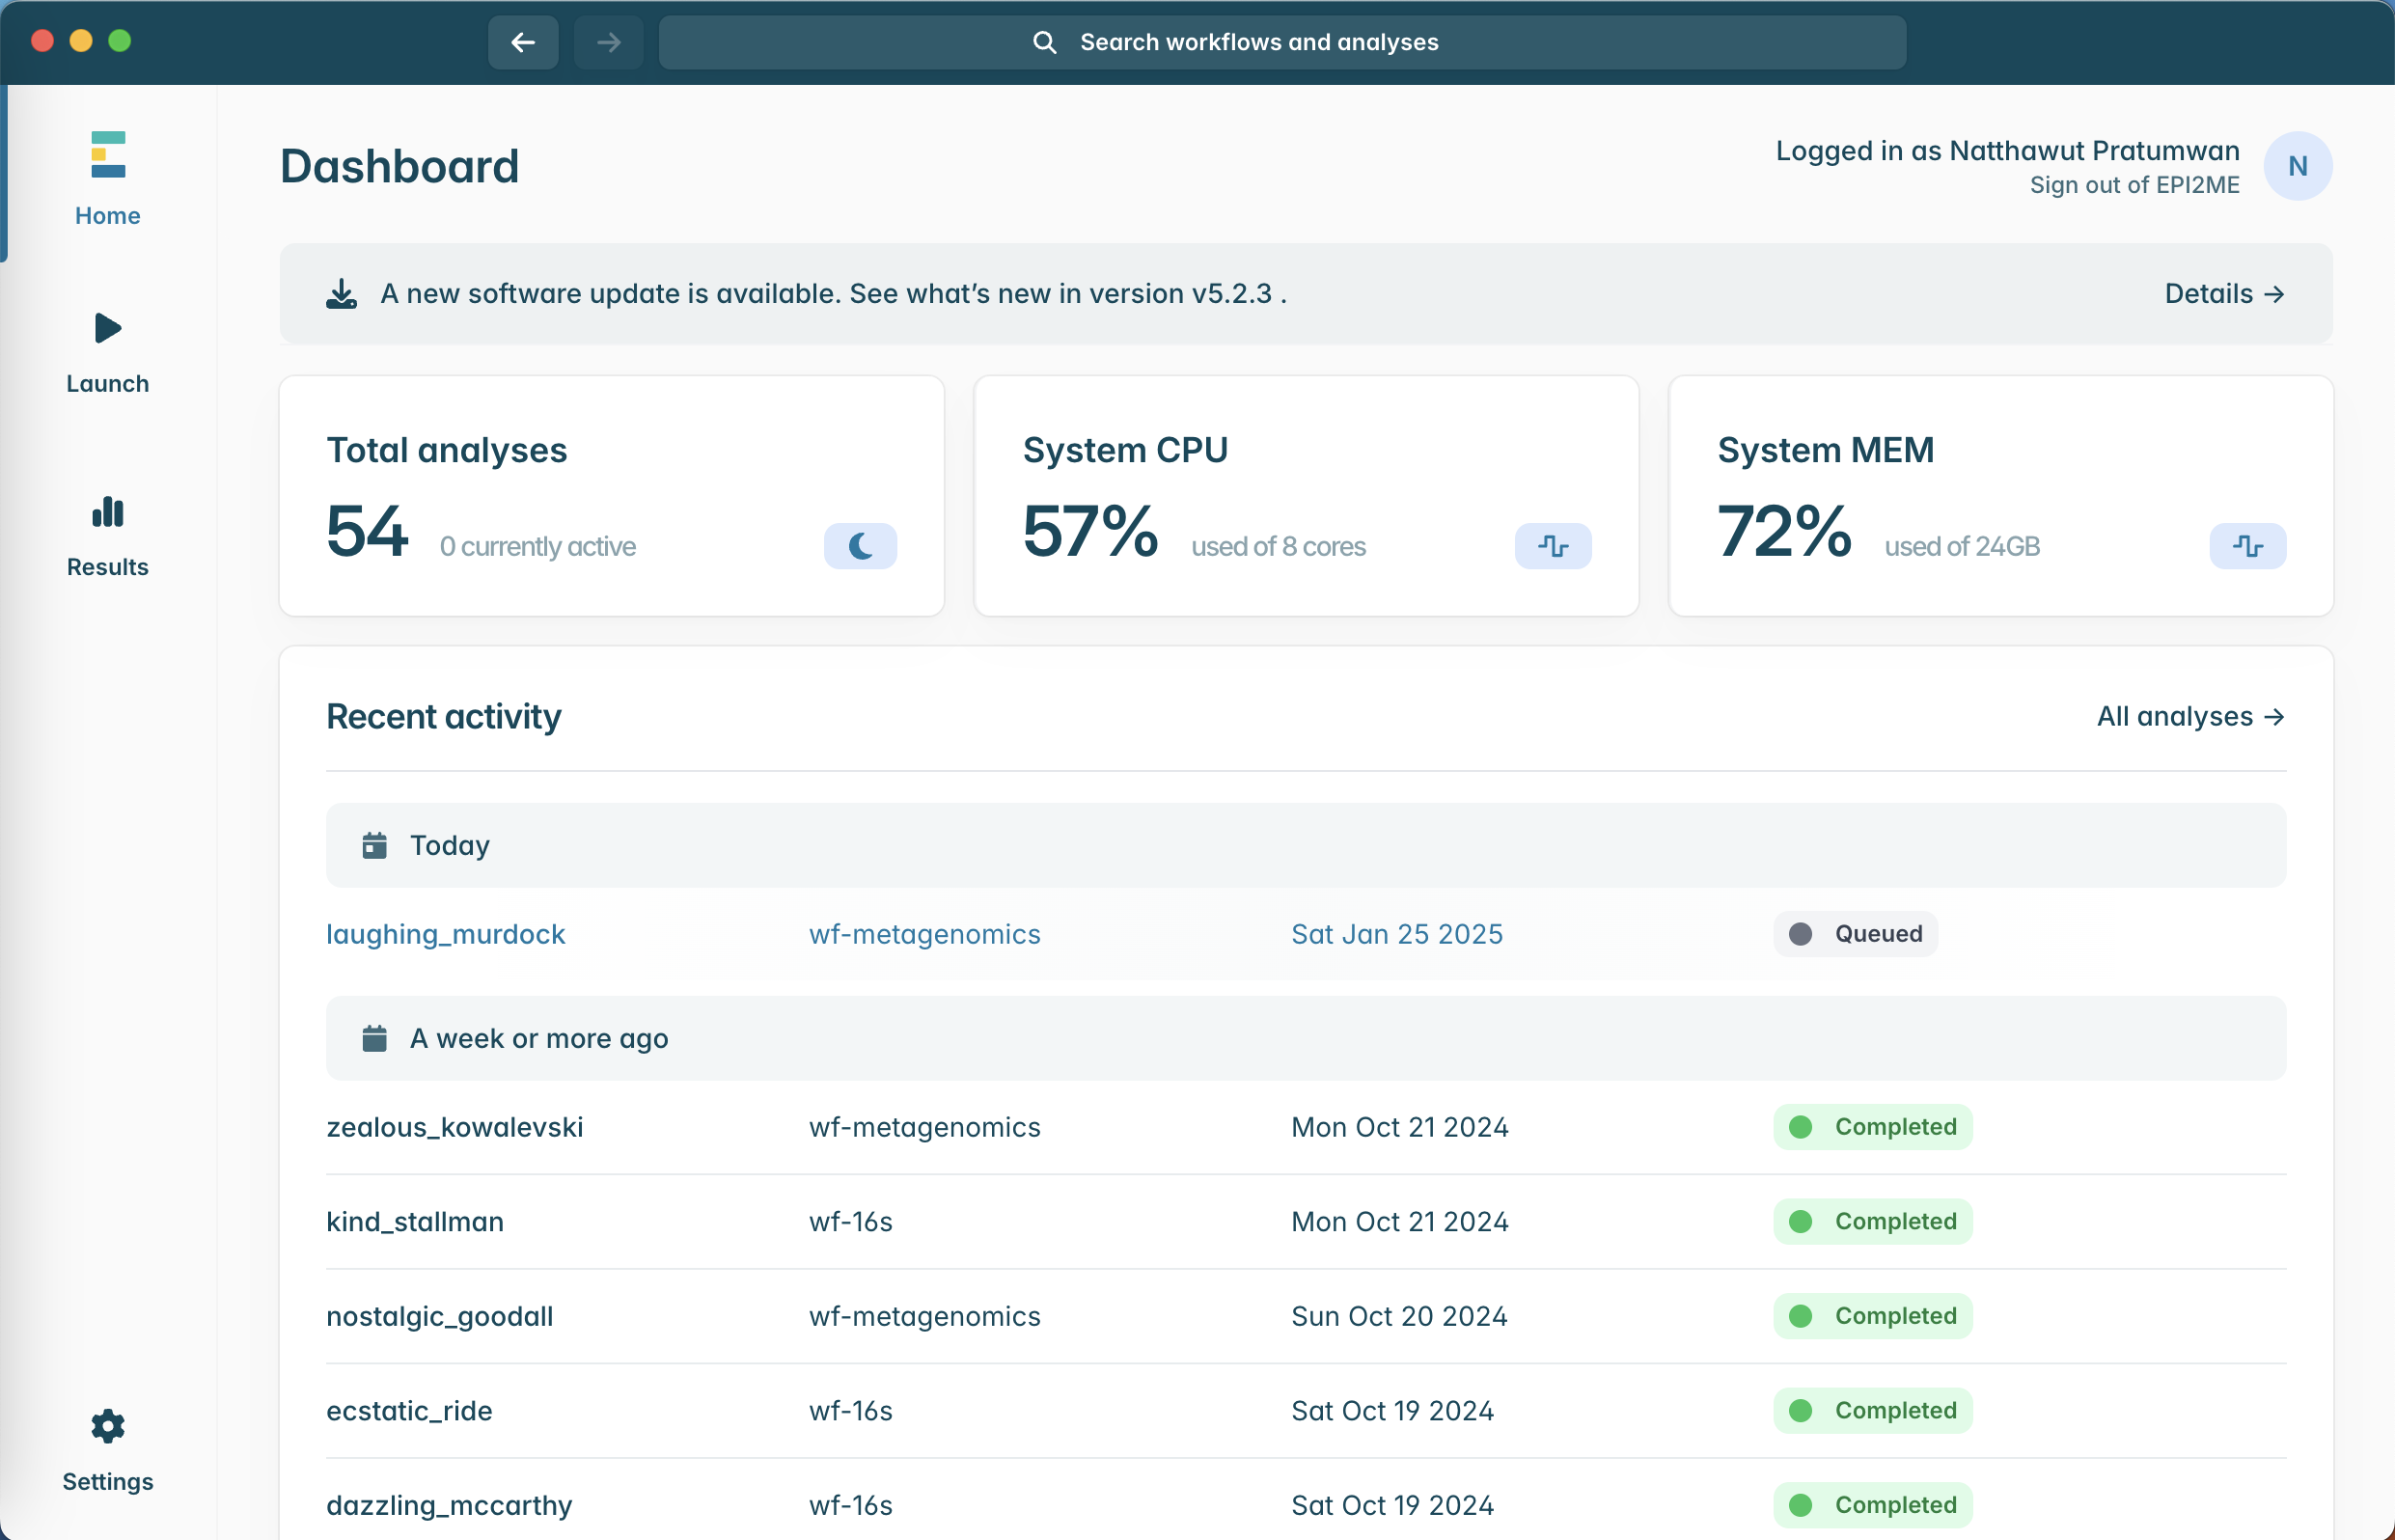 Search workflows and analyses
Home
Launch
Results
Settings
Dashboard
Logged in as Natthawut Pratumwan
Sign out of EPI2ME
N
A new software update is available. See what’s new in version v5.2.3 .
Details →
Total analyses
54 0 currently active
System CPU
57% used of 8 cores
System MEM
72% used of 24GB
Recent activity
All analyses →
Today
laughing_murdock wf-metagenomics Sat Jan 25 2025 Queued
A week or more ago
zealous_kowalevski wf-metagenomics Mon Oct 21 2024 Completed
kind_stallman wf-16s Mon Oct 21 2024 Completed
nostalgic_goodall wf-metagenomics Sun Oct 20 2024 Completed
ecstatic_ride wf-16s Sat Oct 19 2024 Completed
dazzling_mccarthy wf-16s Sat Oct 19 2024 Completed